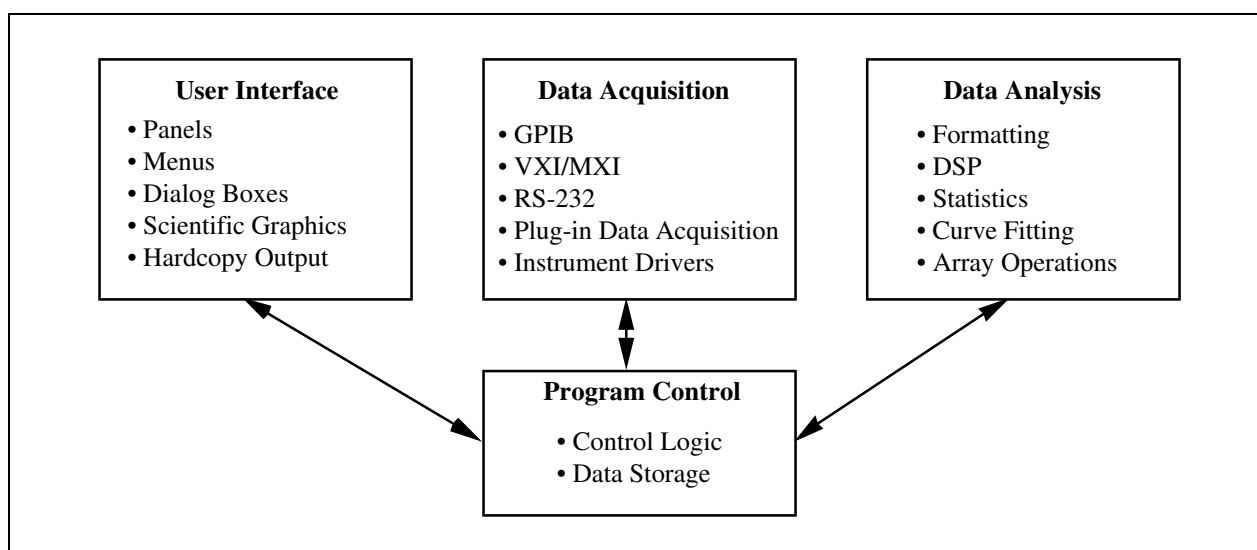 User Interface
• Panels
• Menus
• Dialog Boxes
• Scientific Graphics
• Hardcopy Output
Data Acquisition
• GPIB
• VXI/MXI
• RS-232
• Plug-in Data Acquisition
• Instrument Drivers
Data Analysis
• Formatting
• DSP
• Statistics
• Curve Fitting
• Array Operations
Program Control
• Control Logic
• Data Storage